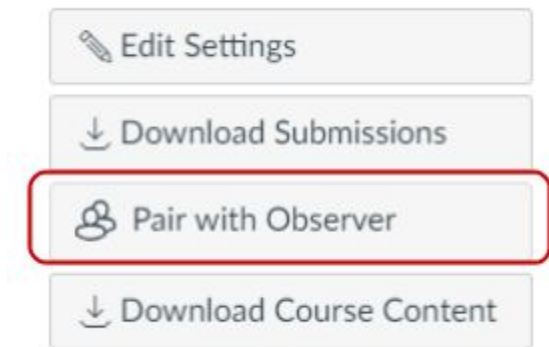 Edit Settings
Download Submissions
Pair with Observer
Download Course Content